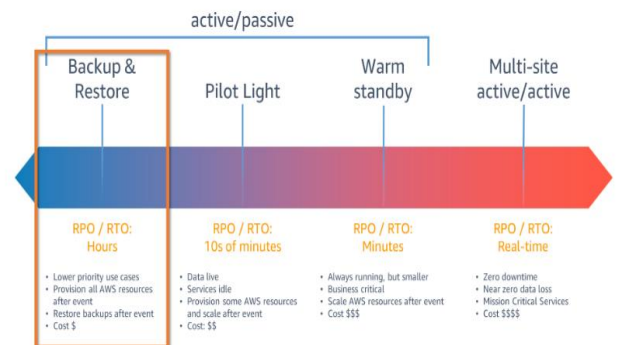 active/passive
Backup &
Restore
Pilot Light
Warm
standby
Multi-site
active/active
RPO / RTO:
Hours
• Lower priority use cases
• Provision all AWS resources
after event
• Restore backups after event
• Cost $
RPO / RTO:
10s of minutes
• Data live
• Services idle
• Provision some AWS resources
and scale after event
• Cost: $$
RPO / RTO:
Minutes
• Always running, but smaller
• Business critical
• Scale AWS resources after event
• Cost $$$
RPO / RTO:
Real-time
• Zero downtime
• Near zero data loss
• Mission Critical Services
• Cost $$$$